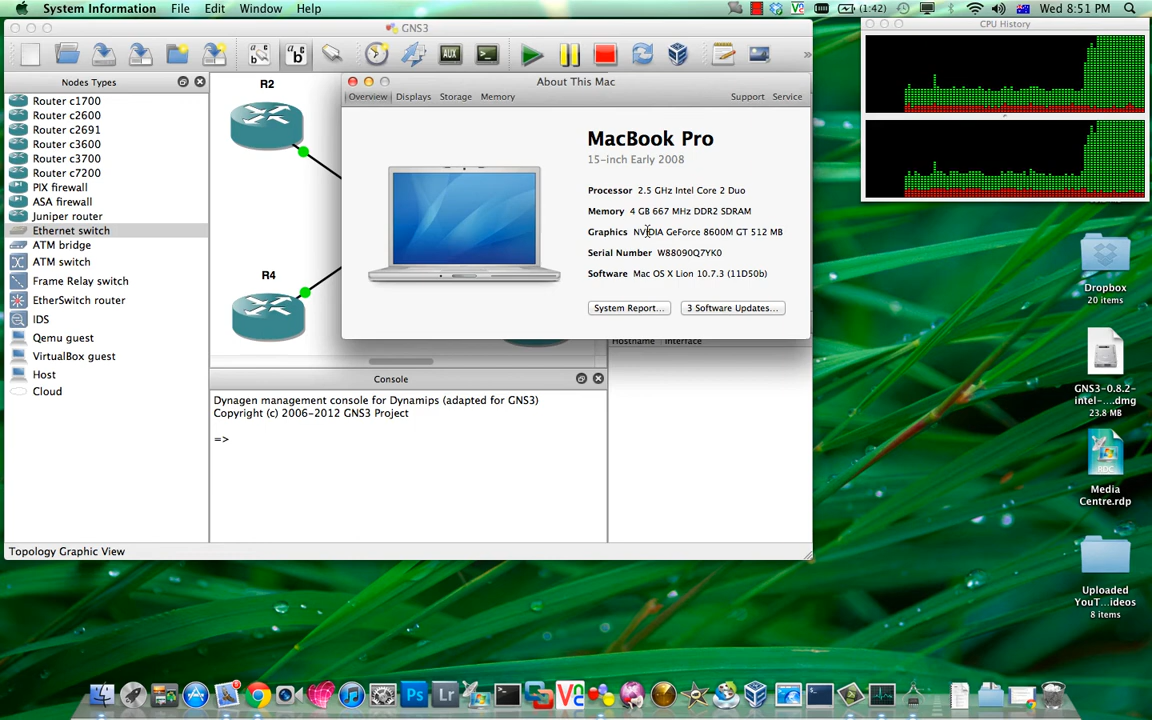 System Information File Edit Window Help
(1:42) Wed 8:51 PM
GNS3
CPU History
Nodes Types
Router c1700
Router c2600
Router c2691
Router c3600
Router c3700
Router c7200
PIX firewall
ASA firewall
Juniper router
Ethernet switch
ATM bridge
ATM switch
Frame Relay switch
EtherSwitch router
IDS
Qemu guest
VirtualBox guest
Host
Cloud
R2
R4
About This Mac
Overview Displays Storage Memory Support Service
MacBook Pro
15-inch Early 2008
Processor 2.5 GHz Intel Core 2 Duo
Memory 4 GB 667 MHz DDR2 SDRAM
Graphics NVIDIA GeForce 8600M GT 512 MB
Serial Number W88090Q7YK0
Software Mac OS X Lion 10.7.3 (11D50b)
System Report... 3 Software Updates...
Hostname Interface
Console
Dynagen management console for Dynamips (adapted for GNS3)
Copyright (c) 2006-2012 GNS3 Project
=>
Topology Graphic View
Dropbox
20 items
GNS3-0.8.2-
intel-....dmg
23.8 MB
RDC
Media
Centre.rdp
Uploaded
YouT...ideos
8 items
AUX
Ps
Lr